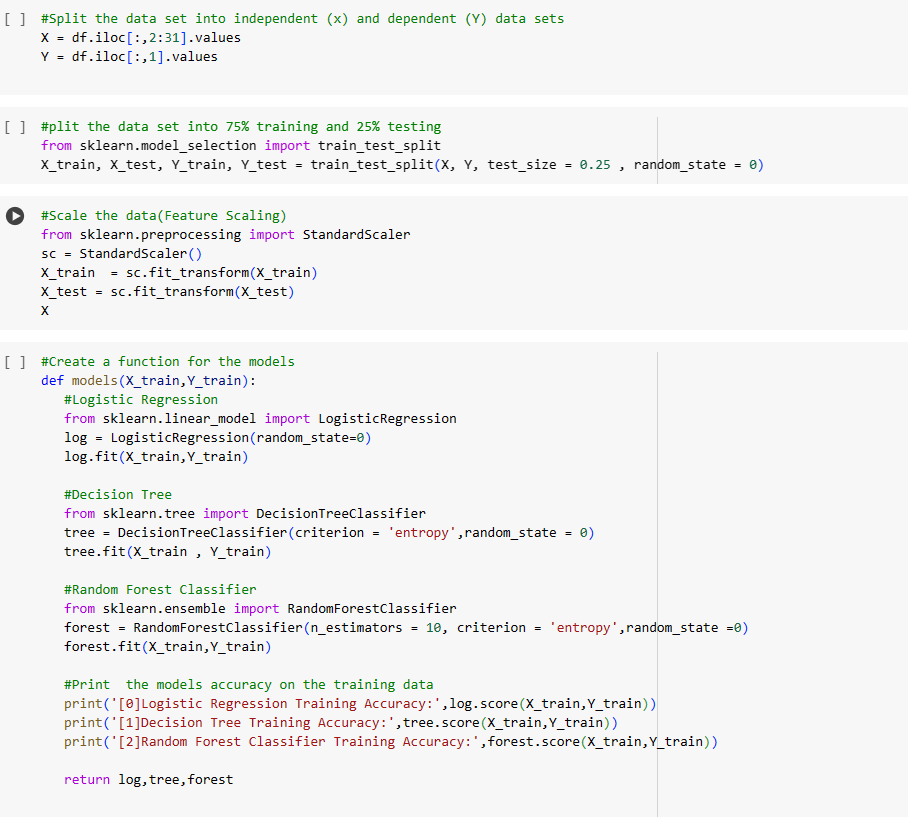 [ ] #Split the data set into independent (x) and dependent (Y) data sets
X = df.iloc[:,2:31].values
Y = df.iloc[:,1].values
[ ] #plit the data set into 75% training and 25% testing
from sklearn.model_selection import train_test_split
X_train, X_test, Y_train, Y_test = train_test_split(X, Y, test_size = 0.25 , random_state = 0)
#Scale the data(Feature Scaling)
from sklearn.preprocessing import StandardScaler
sc = StandardScaler()
X_train  = sc.fit_transform(X_train)
X_test = sc.fit_transform(X_test)
X
[ ] #Create a function for the models
def models(X_train,Y_train):
   #Logistic Regression
   from sklearn.linear_model import LogisticRegression
   log = LogisticRegression(random_state=0)
   log.fit(X_train,Y_train)
   #Decision Tree
   from sklearn.tree import DecisionTreeClassifier
   tree = DecisionTreeClassifier(criterion = 'entropy',random_state = 0)
   tree.fit(X_train , Y_train)
   #Random Forest Classifier
   from sklearn.ensemble import RandomForestClassifier
   forest = RandomForestClassifier(n_estimators = 10, criterion = 'entropy',random_state =0)
   forest.fit(X_train,Y_train)
   #Print  the models accuracy on the training data
   print('[0]Logistic Regression Training Accuracy:',log.score(X_train,Y_train))
   print('[1]Decision Tree Training Accuracy:',tree.score(X_train,Y_train))
   print('[2]Random Forest Classifier Training Accuracy:',forest.score(X_train,Y_train))
   return log,tree,forest